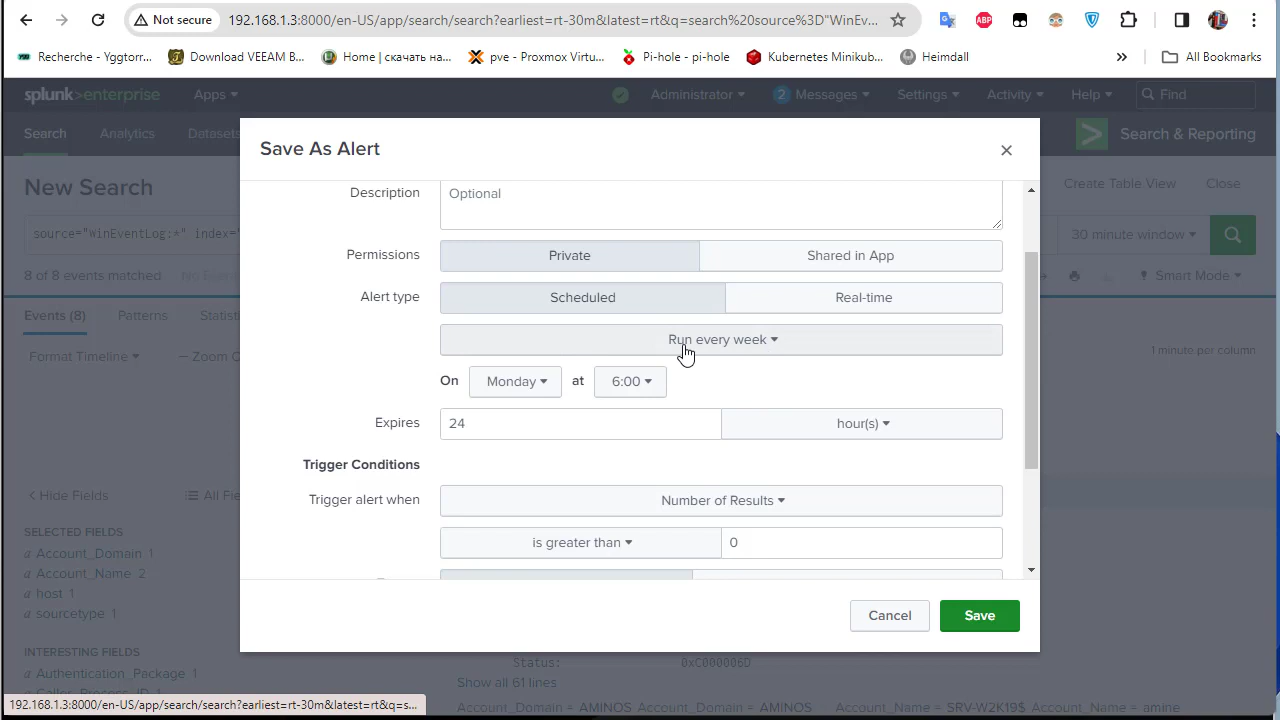 Not secure 192.168.1.3:8000/en-US/app/search/search?earliest=rt-30m&latest=rt&q=search%20source%3D"WinEv...
Recherche - Yggtorr... Download VEEAM B... Home | скачать на... pve - Proxmox Virtu... Pi-hole - pi-hole Kubernetes Minikub... Heimdall » All Bookmarks
splunk>enterprise Apps Administrator 2 Messages Settings Activity Help Find
Search Analytics Datasets Search & Reporting
Save As Alert
New Search Create Table View Close
Description Optional
source="WinEventLog:*" index=" 30 minute window
Permissions Private Shared in App
8 of 8 events matched No Smart Mode
Alert type Scheduled Real-time
Events (8) Patterns Statist
Run every week
Format Timeline — Zoom 1 minute per column
On Monday at 6:00
Expires 24 hour(s)
Trigger Conditions
Hide Fields All Fie
Trigger alert when Number of Results
SELECTED FIELDS
is greater than 0
a Account_Domain 1
a Account_Name 2
a host 1
a sourcetype 1
Cancel Save
INTERESTING FIELDS
Status: 0xC000006D
a Authentication_Package 1
Show all 61 lines
a Caller_Process_ID 1
192.168.1.3:8000/en-US/app/search/search?earliest=rt-30m&latest=rt&q=s...
Account_Domain = AMINOS Account_Domain = AMINOS Account_Name = SRV-W2K19$ Account_Name = amine